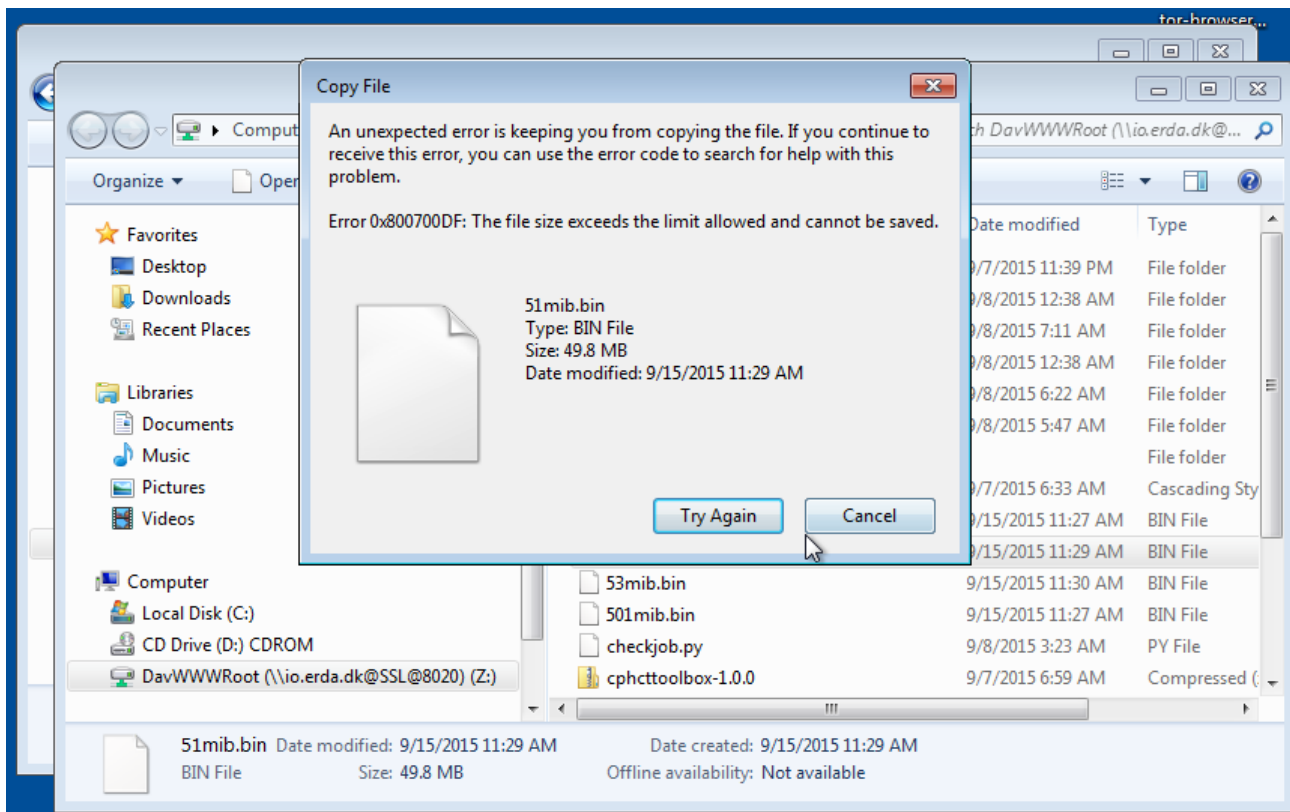 tor-browser...
Copy File
An unexpected error is keeping you from copying the file. If you continue to
receive this error, you can use the error code to search for help with this
problem.
Error 0x800700DF: The file size exceeds the limit allowed and cannot be saved.
51mib.bin
Type: BIN File
Size: 49.8 MB
Date modified: 9/15/2015 11:29 AM
Try Again
Cancel
DavWWWRoot (\\io.erda.dk@...
Organize
Date modified Type
Favorites
Desktop
Downloads
Recent Places
Libraries
Documents
Music
Pictures
Videos
Computer
Local Disk (C:)
CD Drive (D:) CDROM
DavWWWRoot (\\io.erda.dk@SSL@8020) (Z:)
9/7/2015 11:39 PM File folder
9/8/2015 12:38 AM File folder
9/8/2015 7:11 AM File folder
9/8/2015 12:38 AM File folder
9/8/2015 6:22 AM File folder
9/8/2015 5:47 AM File folder
File folder
9/7/2015 6:33 AM Cascading Sty
9/15/2015 11:27 AM BIN File
9/15/2015 11:29 AM BIN File
53mib.bin 9/15/2015 11:30 AM BIN File
501mib.bin 9/15/2015 11:27 AM BIN File
checkjob.py 9/8/2015 3:23 AM PY File
cphcttoolbox-1.0.0 9/7/2015 6:59 AM Compressed (
51mib.bin Date modified: 9/15/2015 11:29 AM Date created: 9/15/2015 11:29 AM
BIN File Size: 49.8 MB Offline availability: Not available